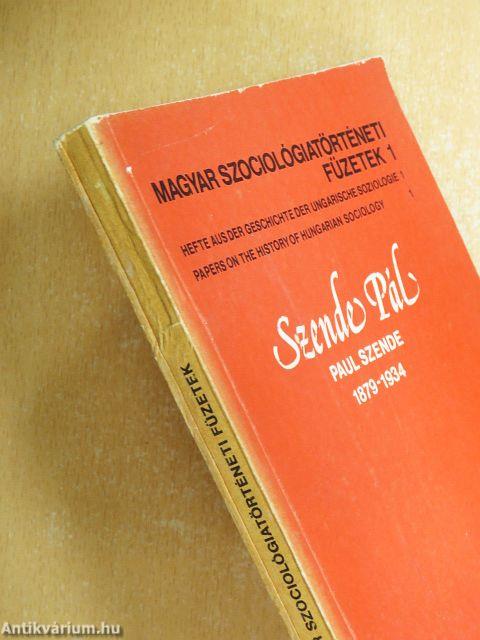 MAGYAR SZOCIOLÓGIATÖRTÉNETI
FÜZETEK 1
HEFTE AUS DER GESCHICHTE DER UNGARISCHE SOZIOLOGIE 1
PAPERS ON THE HISTORY OF HUNGARIAN SOCIOLOGY 1
Szende Pál
PAUL SZENDE
1879-1934
SZOCIOLÓGIATÖRTÉNETI FÜZETEK
Antikvárium.hu